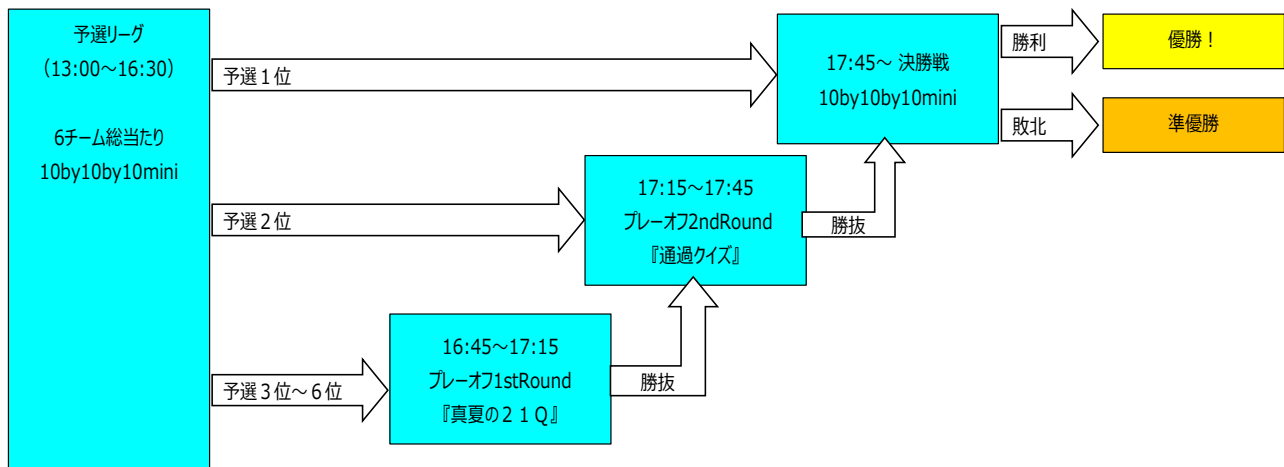 予選リーグ
（13:00～16:30）
6チーム総当たり
10by10by10mini
予選１位
17:45～ 決勝戦
10by10by10mini
勝利
優勝！
敗北
準優勝
予選２位
17:15～17:45
プレーオフ2ndRound
『通過クイズ』
勝抜
予選３位～６位
16:45～17:15
プレーオフ1stRound
『真夏の２１Ｑ』
勝抜